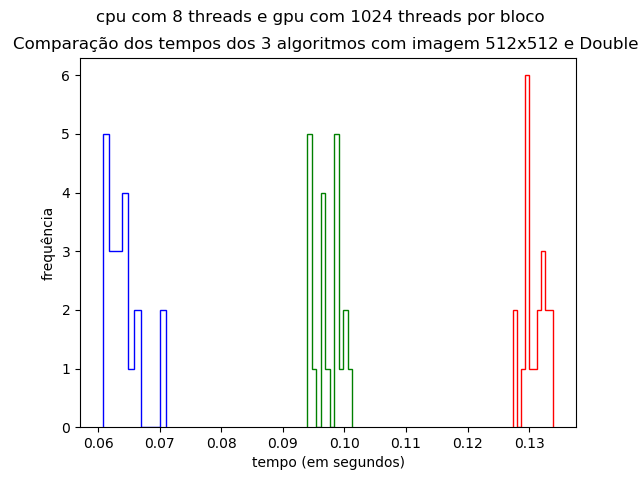 cpu com 8 threads e gpu com 1024 threads por bloco
Comparação dos tempos dos 3 algoritmos com imagem 512x512 e Double
6
5
4
3
2
1
0
frequência
0.06 0.07 0.08 0.09 0.10 0.11 0.12 0.13
tempo (em segundos)